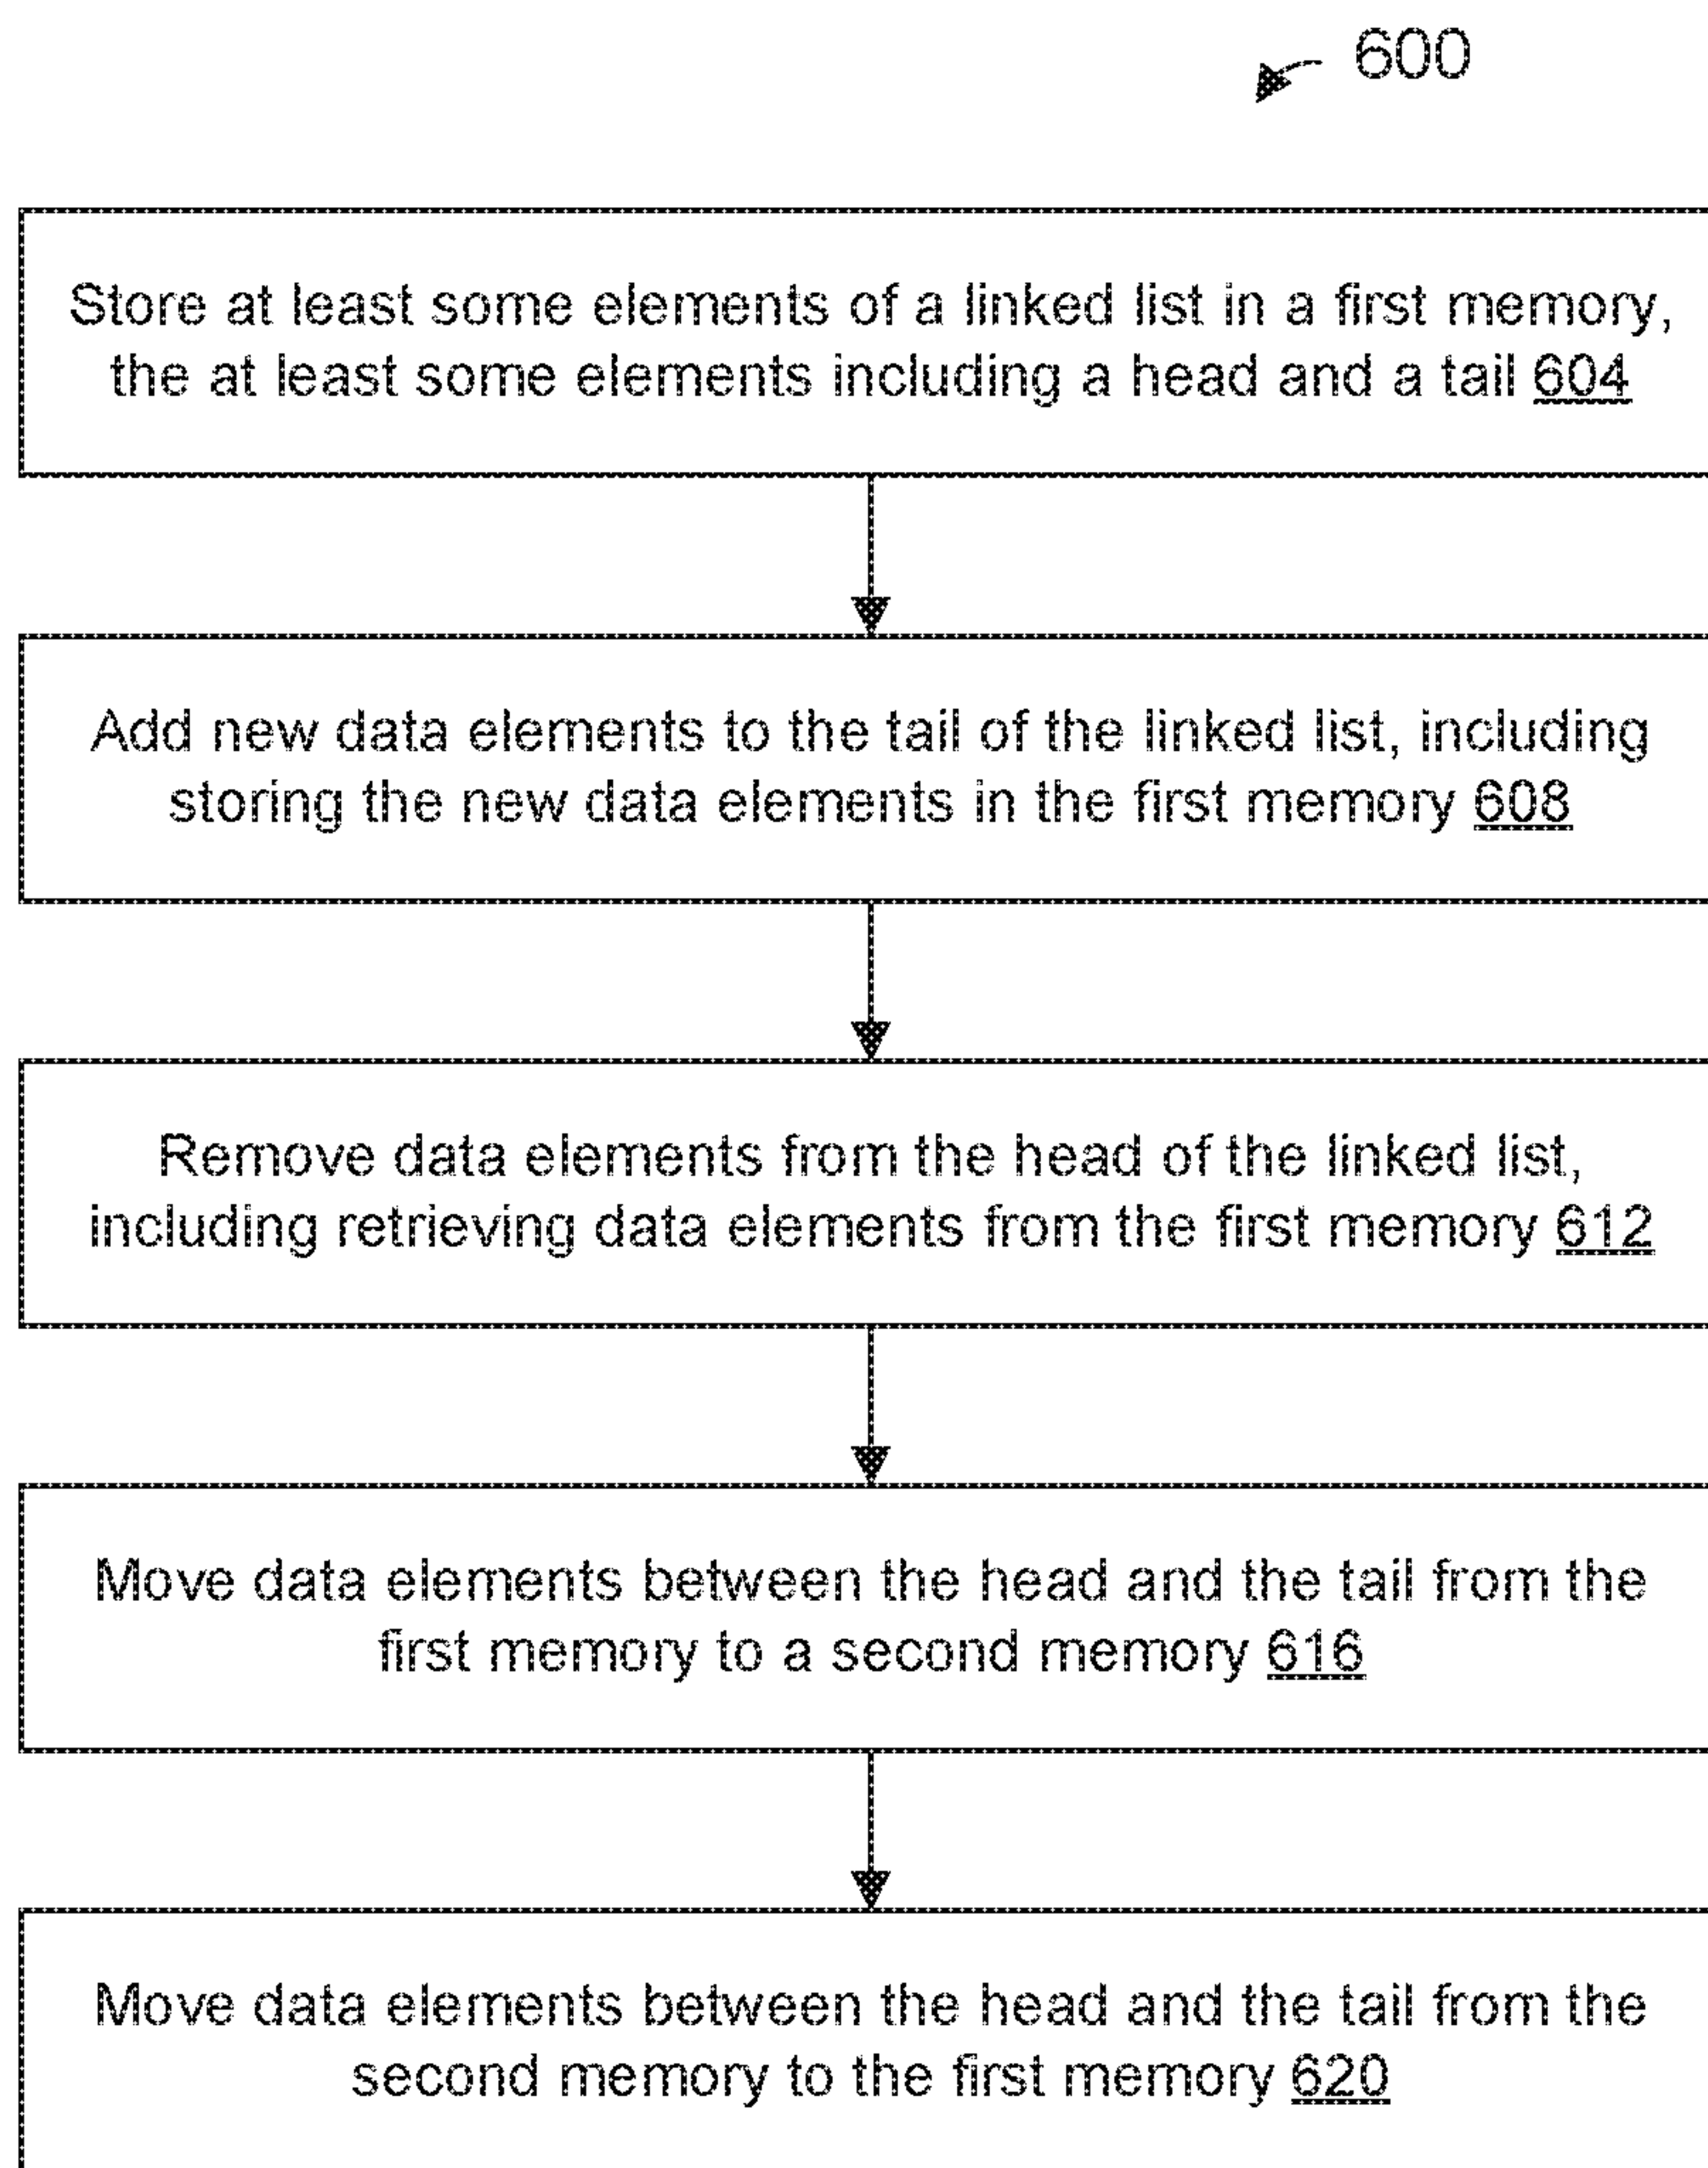 600
Store at least some elements of a linked list in a first memory,
the at least some elements including a head and a tail 604
Add new data elements to the tail of the linked list, including
storing the new data elements in the first memory 608
Remove data elements from the head of the linked list,
including retrieving data elements from the first memory 612
Move data elements between the head and the tail from the
first memory to a second memory 616
Move data elements between the head and the tail from the
second memory to the first memory 620